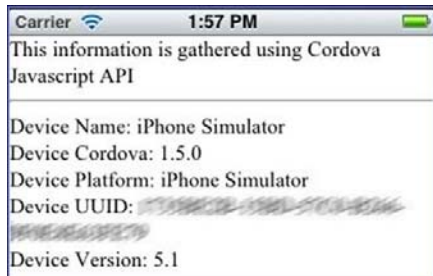 Carrier 1:57 PM
This information is gathered using Cordova
Javascript API
Device Name: iPhone Simulator
Device Cordova: 1.5.0
Device Platform: iPhone Simulator
Device UUID:
Device Version: 5.1